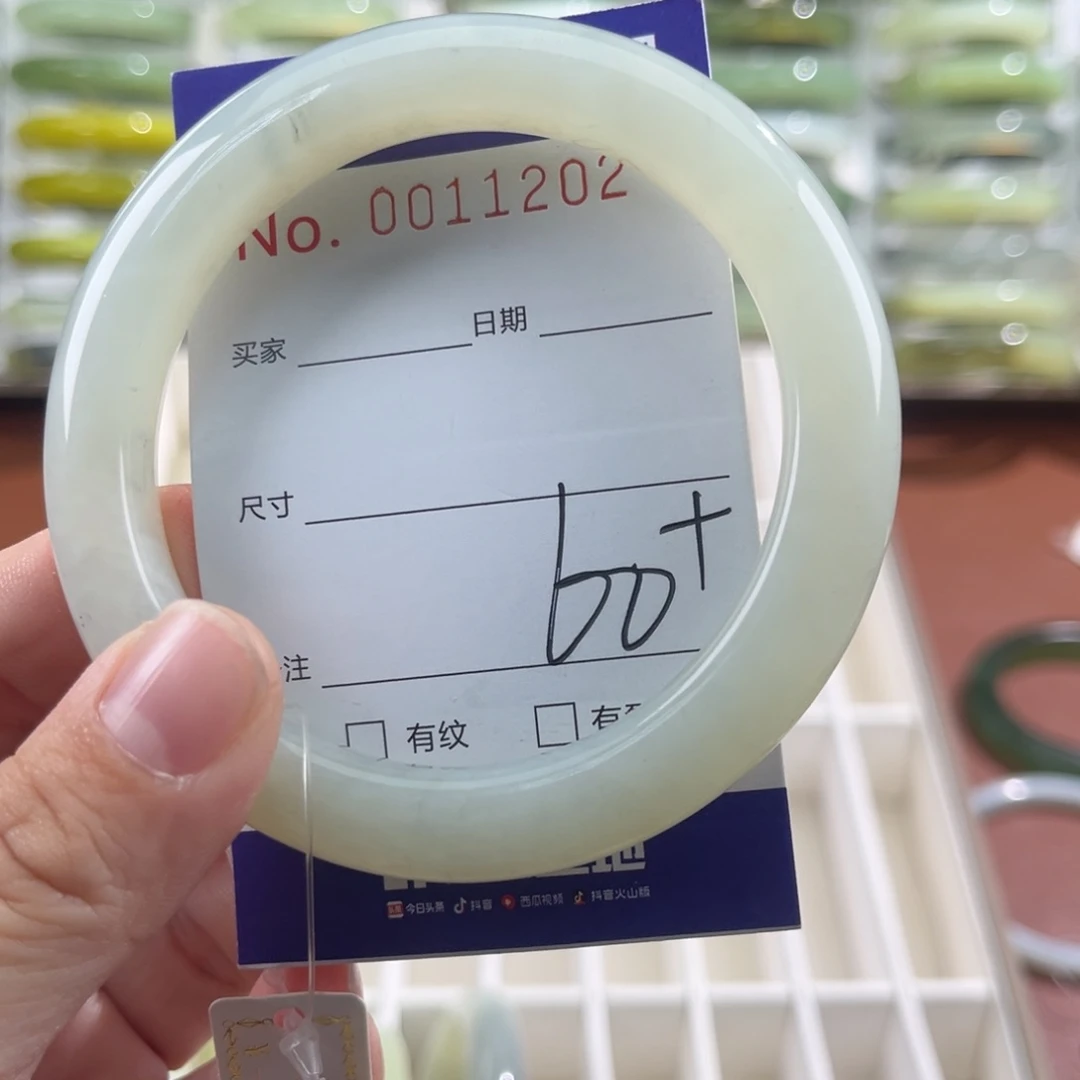 No. 0011202
买家 日期
尺寸
60+
注
有纹 有
今日头条 抖音 西瓜视频 抖音火山版